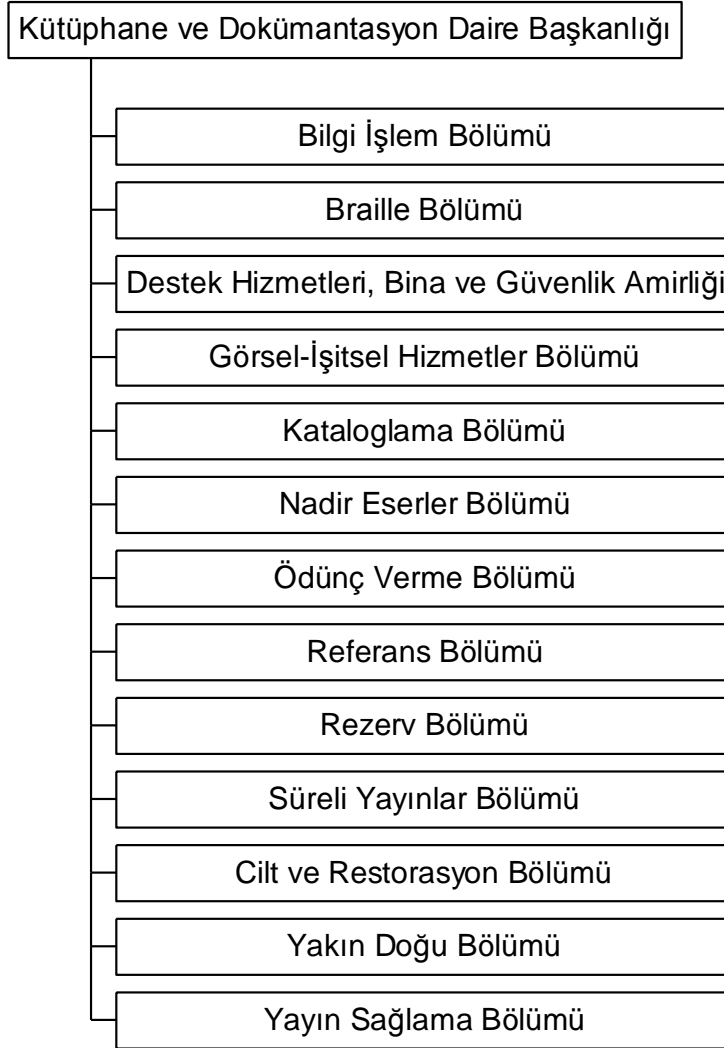 Kütüphane ve Dokümantasyon Daire Başkanlığı
Bilgi İşlem Bölümü
Braille Bölümü
Destek Hizmetleri, Bina ve Güvenlik Amirliği
Görsel-İşitsel Hizmetler Bölümü
Kataloglama Bölümü
Nadir Eserler Bölümü
Ödünç Verme Bölümü
Referans Bölümü
Rezerv Bölümü
Süreli Yayınlar Bölümü
Cilt ve Restorasyon Bölümü
Yakın Doğu Bölümü
Yayın Sağlama Bölümü